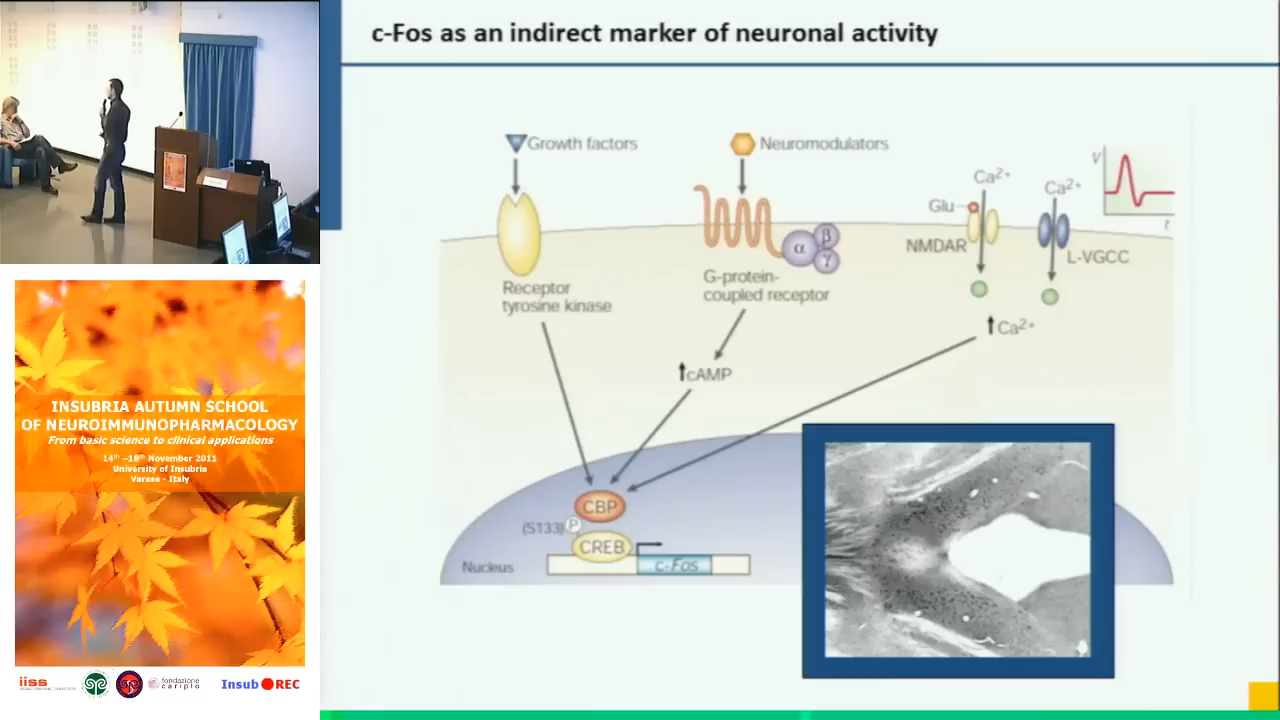 c-Fos as an indirect marker of neuronal activity
Growth factors
Neuromodulators
Ca2+
Ca2+
V
t
Glu
NMDAR
L-VGCC
α
β
γ
Receptor
tyrosine kinase
G-protein-
coupled receptor
Ca2+
cAMP
CBP
(S133)
P
CREB
c-Fos
Nucleus
INSUBRIA AUTUMN SCHOOL
OF NEUROIMMUNOPHARMACOLOGY
From basic science to clinical applications
14th –18th November 2011
University of Insubria
Varese - Italy
iiss
fondazione
cariplo
Insub REC